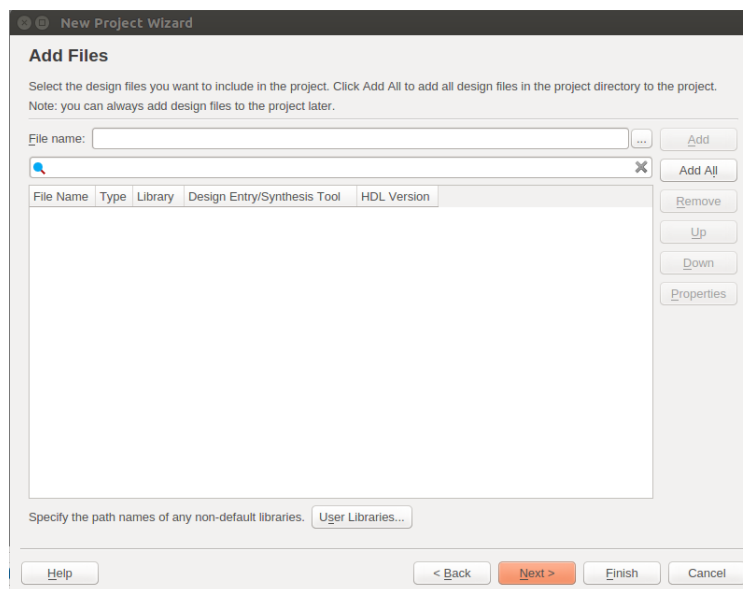 New Project Wizard
Add Files
Select the design files you want to include in the project. Click Add All to add all design files in the project directory to the project.
Note: you can always add design files to the project later.
File name:
...
Add
Add All
File Name Type Library Design Entry/Synthesis Tool HDL Version
Remove
Up
Down
Properties
Specify the path names of any non-default libraries. User Libraries...
Help < Back Next > Finish Cancel